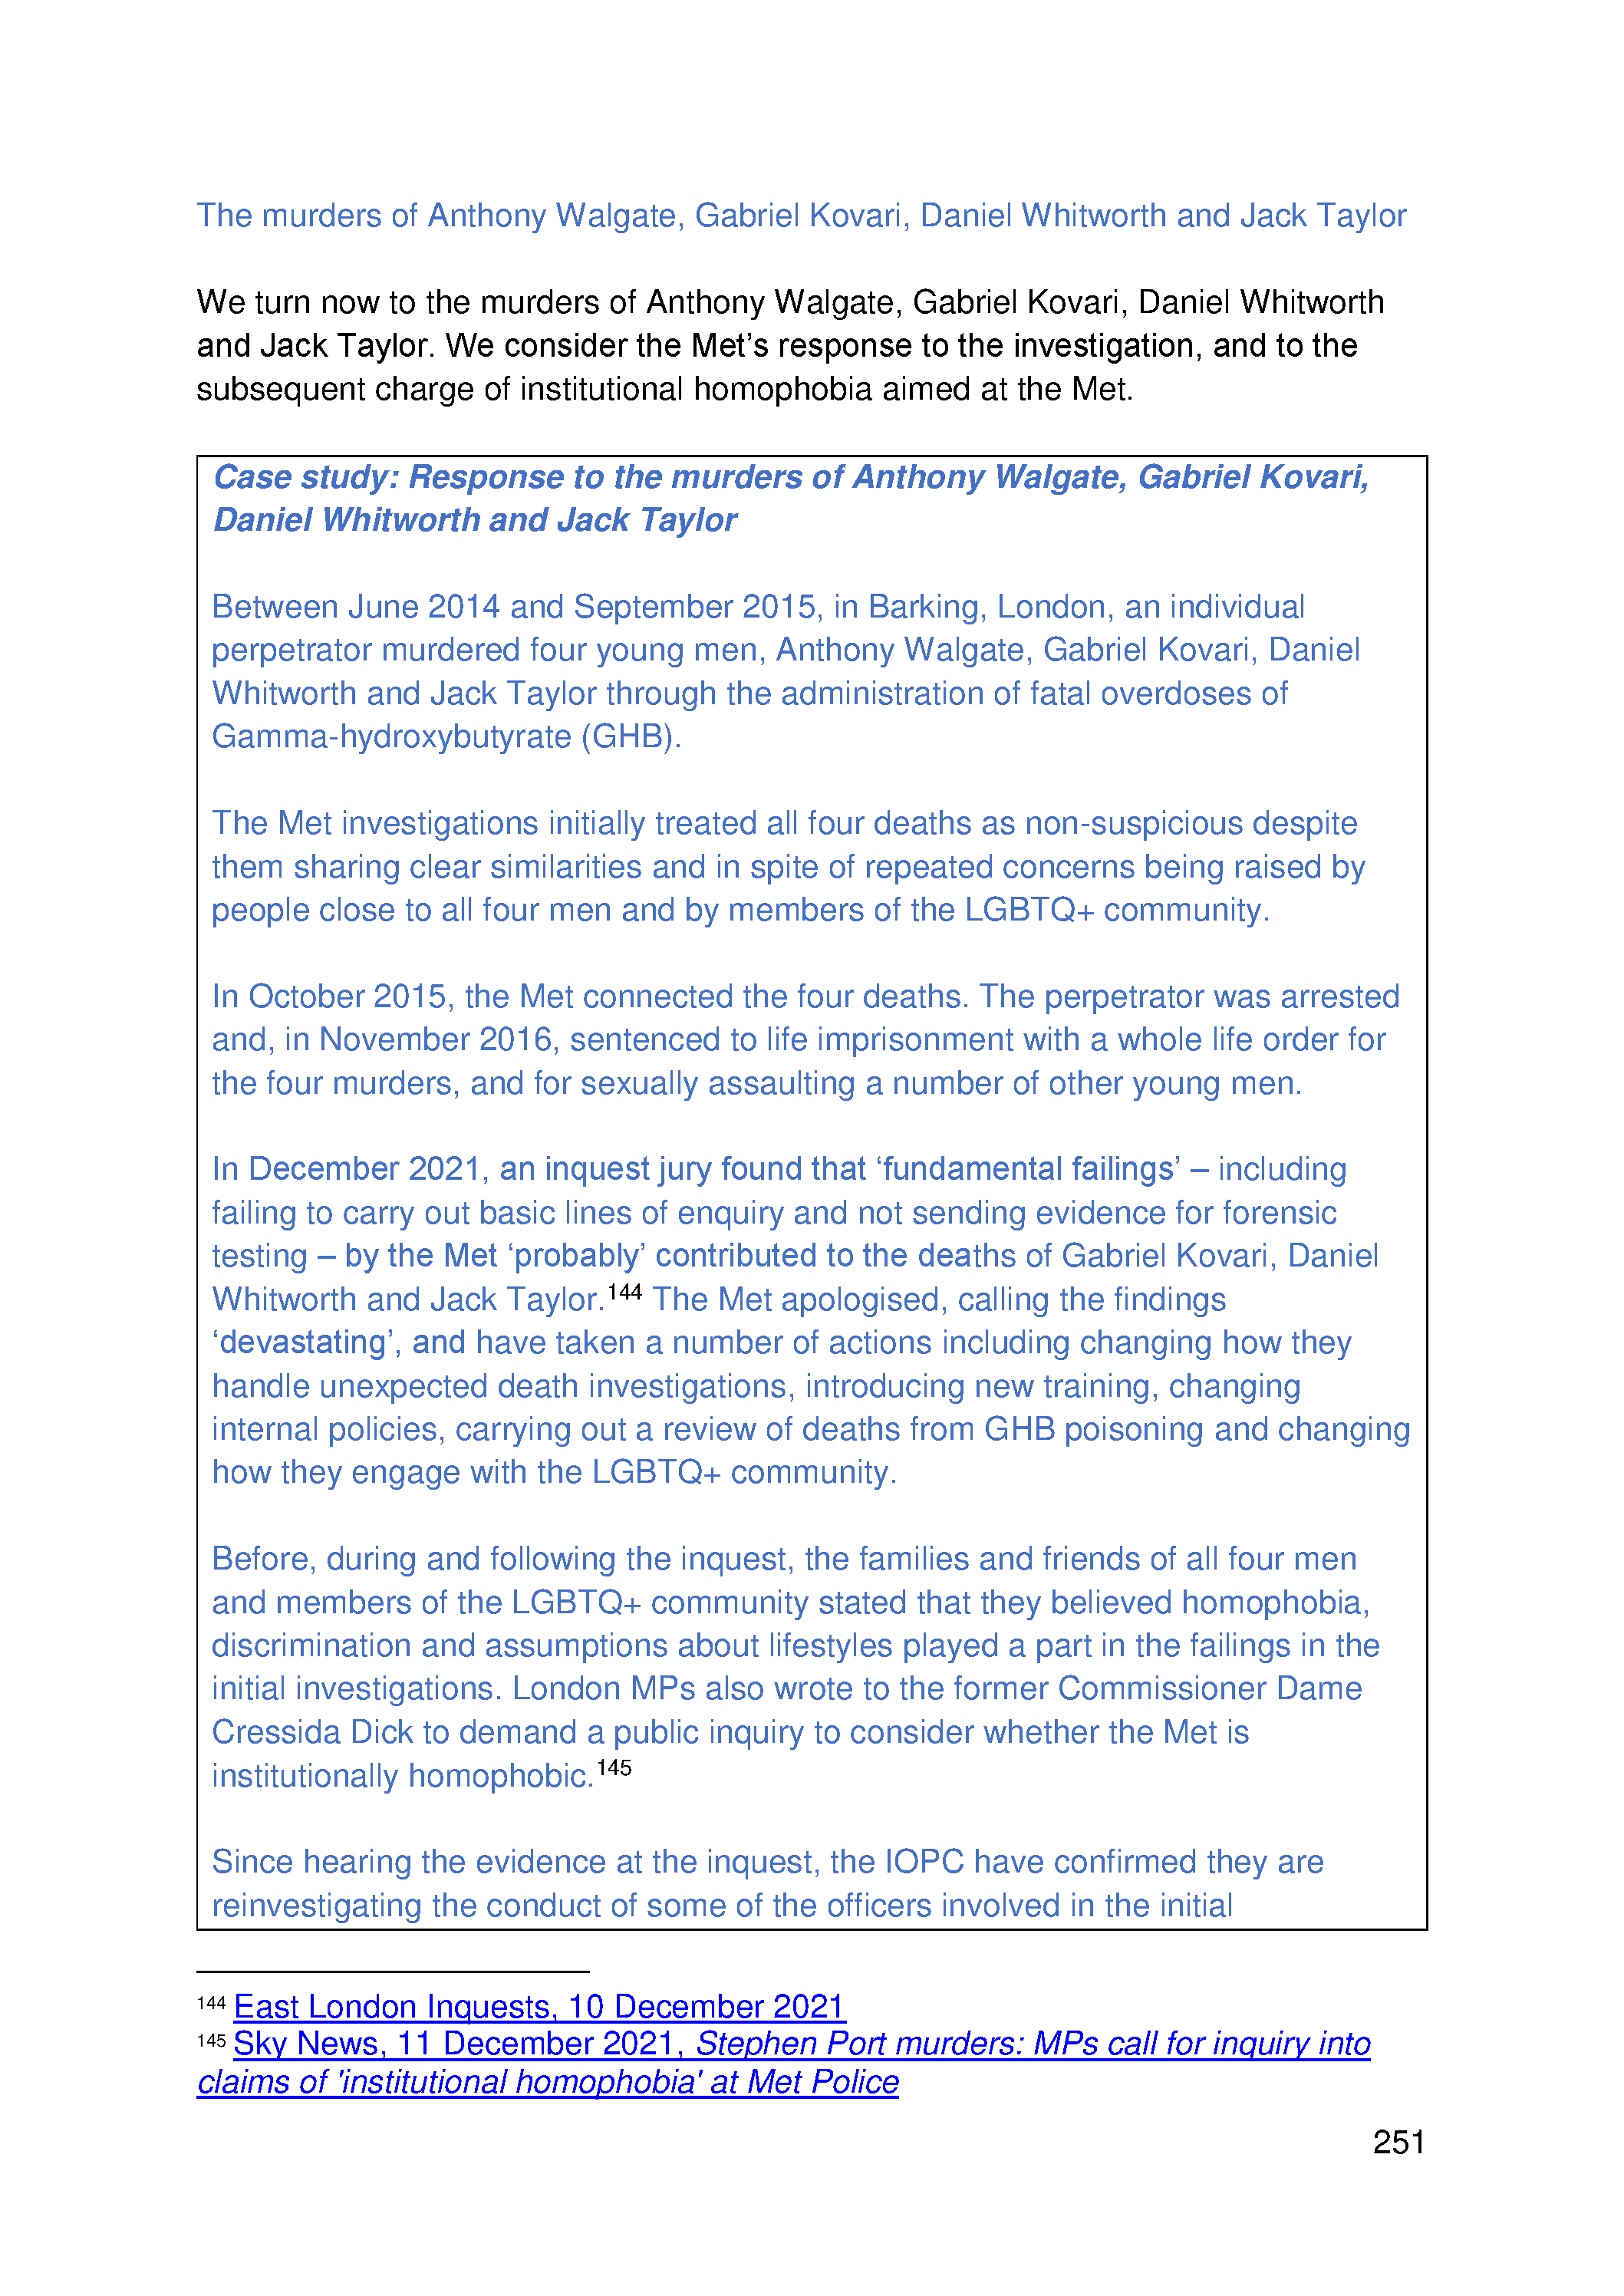 The murders of Anthony Walgate, Gabriel Kovari, Daniel Whitworth and Jack Taylor
We turn now to the murders of Anthony Walgate, Gabriel Kovari, Daniel Whitworth
and Jack Taylor. We consider the Met’s response to the investigation, and to the
subsequent charge of institutional homophobia aimed at the Met.
Case study: Response to the murders of Anthony Walgate, Gabriel Kovari,
Daniel Whitworth and Jack Taylor
Between June 2014 and September 2015, in Barking, London, an individual
perpetrator murdered four young men, Anthony Walgate, Gabriel Kovari, Daniel
Whitworth and Jack Taylor through the administration of fatal overdoses of
Gamma-hydroxybutyrate (GHB).
The Met investigations initially treated all four deaths as non-suspicious despite
them sharing clear similarities and in spite of repeated concerns being raised by
people close to all four men and by members of the LGBTQ+ community.
In October 2015, the Met connected the four deaths. The perpetrator was arrested
and, in November 2016, sentenced to life imprisonment with a whole life order for
the four murders, and for sexually assaulting a number of other young men.
In December 2021, an inquest jury found that ‘fundamental failings’ – including
failing to carry out basic lines of enquiry and not sending evidence for forensic
testing – by the Met ‘probably’ contributed to the deaths of Gabriel Kovari, Daniel
Whitworth and Jack Taylor.144 The Met apologised, calling the findings
‘devastating’, and have taken a number of actions including changing how they
handle unexpected death investigations, introducing new training, changing
internal policies, carrying out a review of deaths from GHB poisoning and changing
how they engage with the LGBTQ+ community.
Before, during and following the inquest, the families and friends of all four men
and members of the LGBTQ+ community stated that they believed homophobia,
discrimination and assumptions about lifestyles played a part in the failings in the
initial investigations. London MPs also wrote to the former Commissioner Dame
Cressida Dick to demand a public inquiry to consider whether the Met is
institutionally homophobic.145
Since hearing the evidence at the inquest, the IOPC have confirmed they are
reinvestigating the conduct of some of the officers involved in the initial
144 East London Inquests, 10 December 2021
145 Sky News, 11 December 2021, Stephen Port murders: MPs call for inquiry into
claims of 'institutional homophobia' at Met Police
251